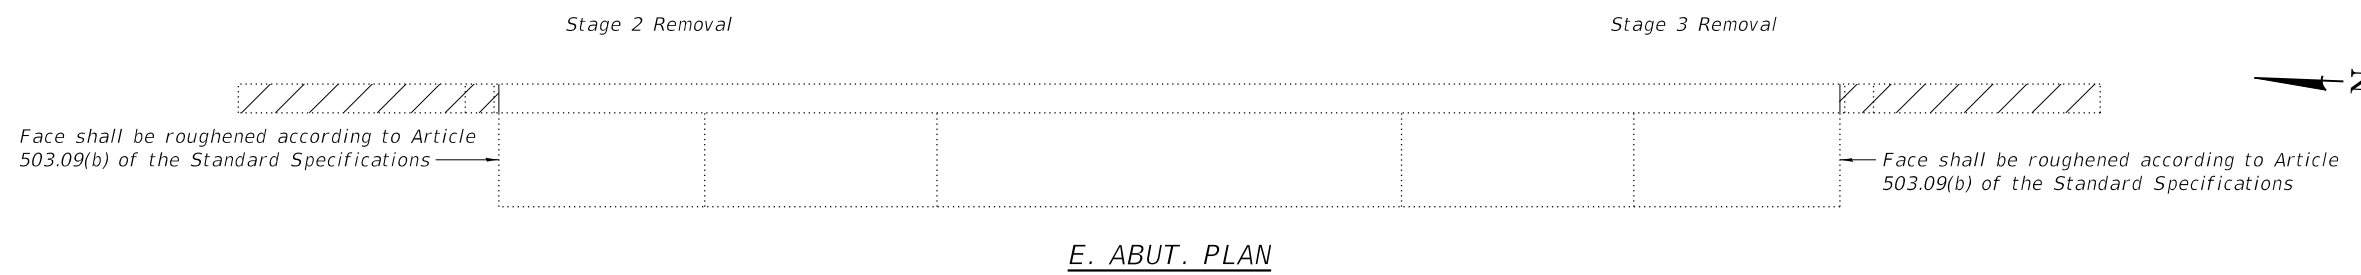 Stage 2 Removal
Stage 3 Removal
N
Face shall be roughened according to Article
503.09(b) of the Standard Specifications
Face shall be roughened according to Article
503.09(b) of the Standard Specifications
E. ABUT. PLAN